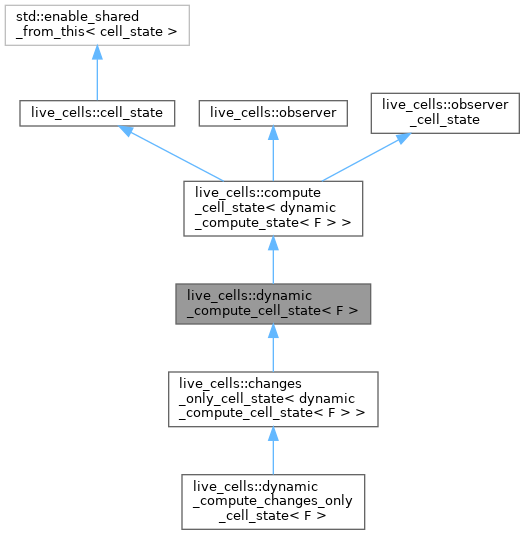 std::enable_shared
_from_this< cell_state >
live_cells::cell_state
live_cells::observer
live_cells::observer
_cell_state
live_cells::compute
_cell_state< dynamic
_compute_state< F > >
live_cells::dynamic
_compute_cell_state< F >
live_cells::changes
_only_cell_state< dynamic
_compute_cell_state< F > >
live_cells::dynamic
_compute_changes_only
_cell_state< F >